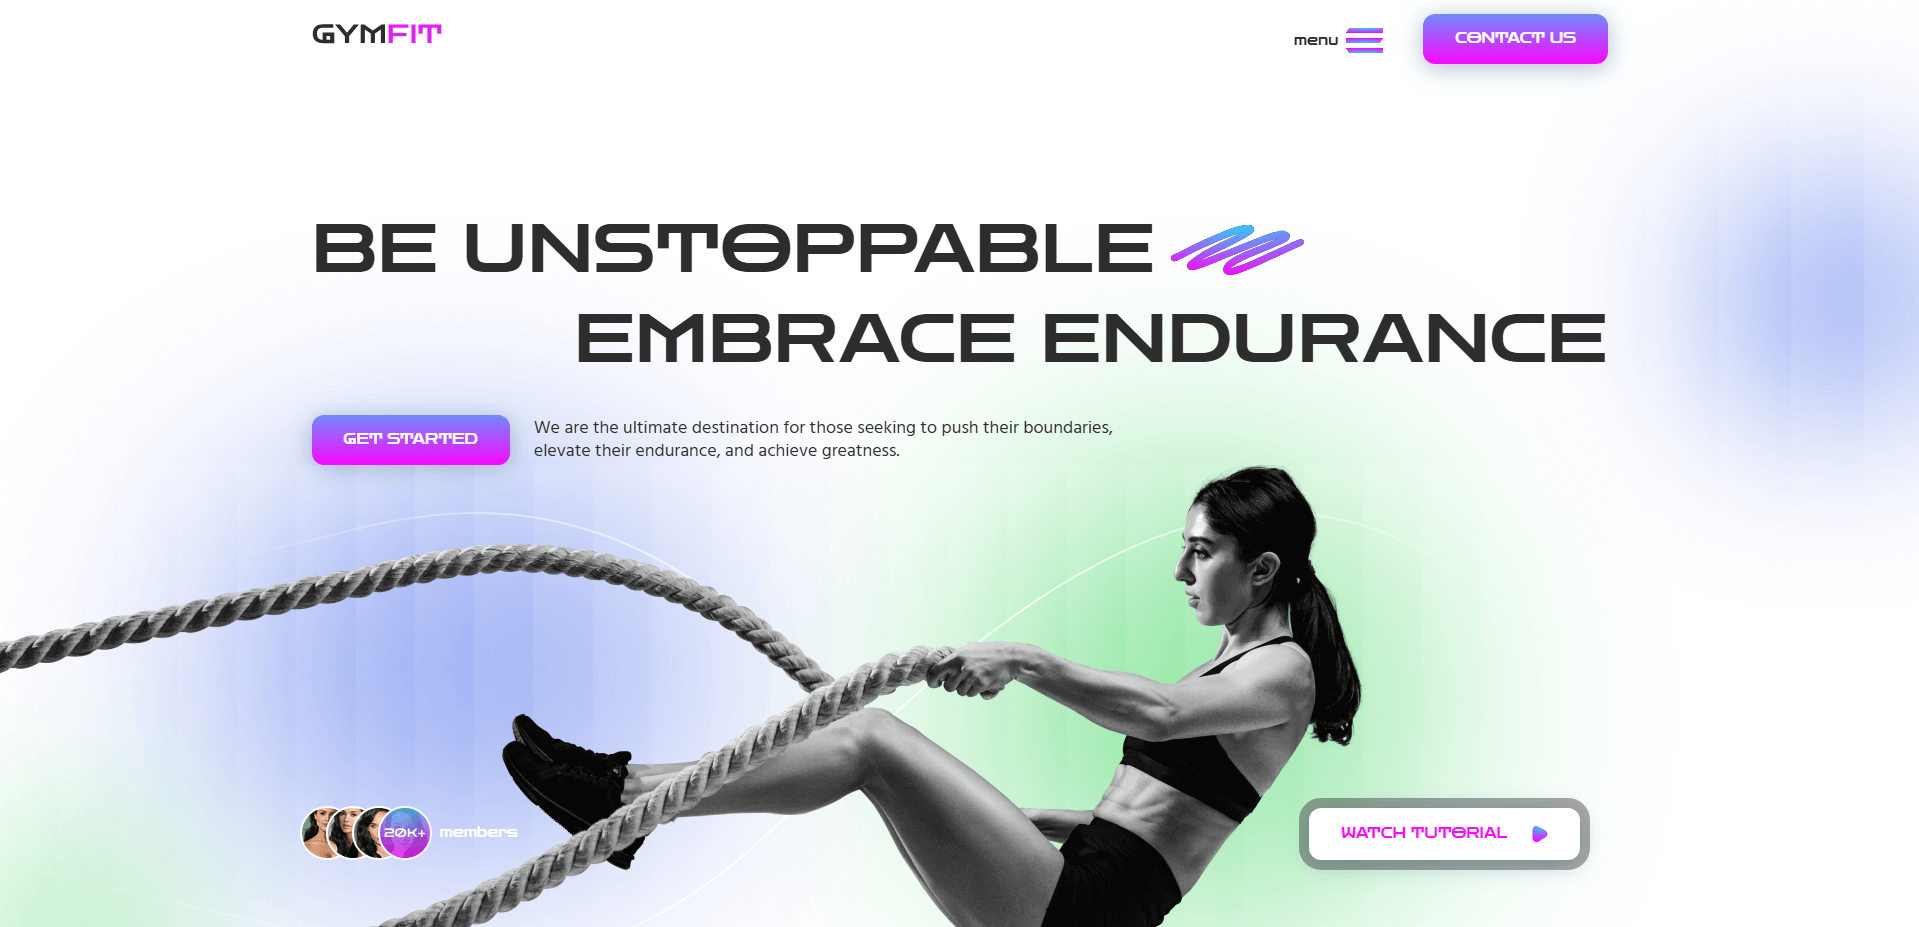 GYMFIT
menu
CONTACT US
BE UNSTOPPABLE
EMBRACE ENDURANCE
GET STARTED
We are the ultimate destination for those seeking to push their boundaries,
elevate their endurance, and achieve greatness.
20K+ members
WATCH TUTORIAL